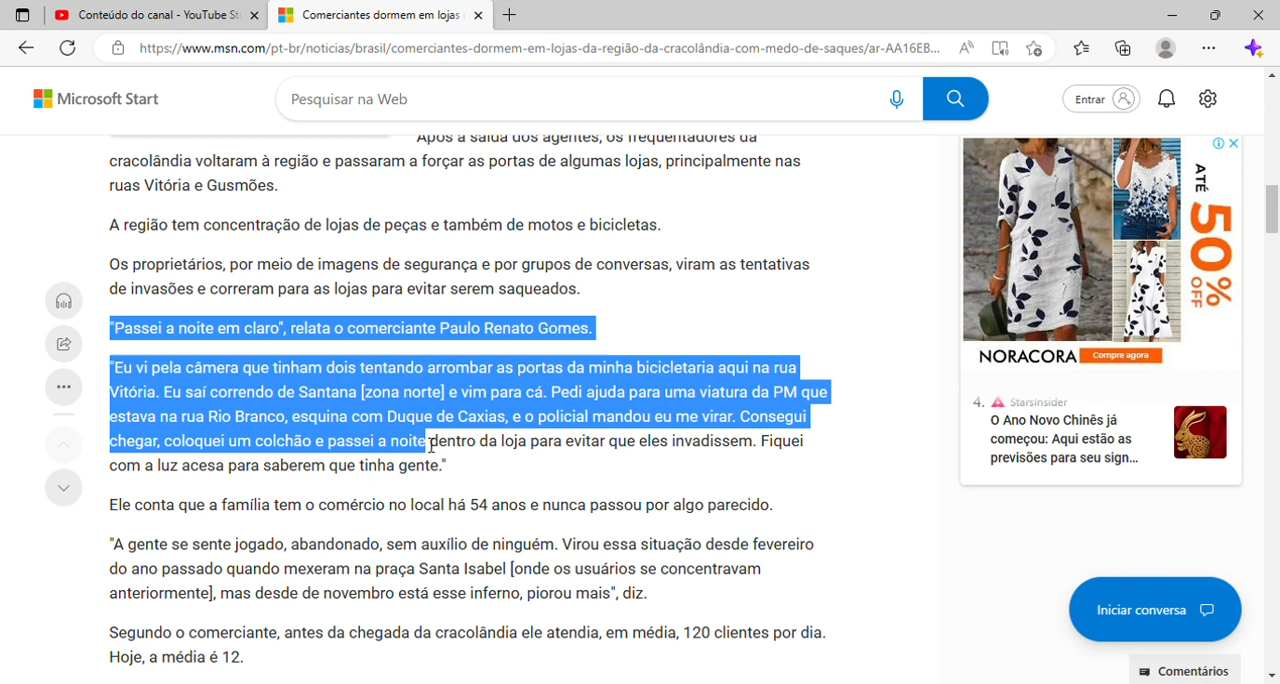 Conteúdo do canal - YouTube St
Comerciantes dormem em lojas
https://www.msn.com/pt-br/noticias/brasil/comerciantes-dormem-em-lojas-da-região-da-cracolândia-com-medo-de-saques/ar-AA16EB...
Microsoft Start
Pesquisar na Web
Entrar
Após a saída dos agentes, os frequentadores da
cracolândia voltaram à região e passaram a forçar as portas de algumas lojas, principalmente nas
ruas Vitória e Gusmões.
A região tem concentração de lojas de peças e também de motos e bicicletas.
Os proprietários, por meio de imagens de segurança e por grupos de conversas, viram as tentativas
de invasões e correram para as lojas para evitar serem saqueados.
"Passei a noite em claro", relata o comerciante Paulo Renato Gomes.
"Eu vi pela câmera que tinham dois tentando arrombar as portas da minha bicicletaria aqui na rua
Vitória. Eu saí correndo de Santana [zona norte] e vim para cá. Pedi ajuda para uma viatura da PM que
estava na rua Rio Branco, esquina com Duque de Caxias, e o policial mandou eu me virar. Consegui
chegar, coloquei um colchão e passei a noite dentro da loja para evitar que eles invadissem. Fiquei
com a luz acesa para saberem que tinha gente."
Ele conta que a família tem o comércio no local há 54 anos e nunca passou por algo parecido.
"A gente se sente jogado, abandonado, sem auxílio de ninguém. Virou essa situação desde fevereiro
do ano passado quando mexeram na praça Santa Isabel [onde os usuários se concentravam
anteriormente], mas desde de novembro está esse inferno, piorou mais", diz.
Segundo o comerciante, antes da chegada da cracolândia ele atendia, em média, 120 clientes por dia.
Hoje, a média é 12.
ATÉ
50%
OFF
NORACORA
Compre agora
4. StarsInsider
O Ano Novo Chinês já
começou: Aqui estão as
previsões para seu sign...
Iniciar conversa
Comentários